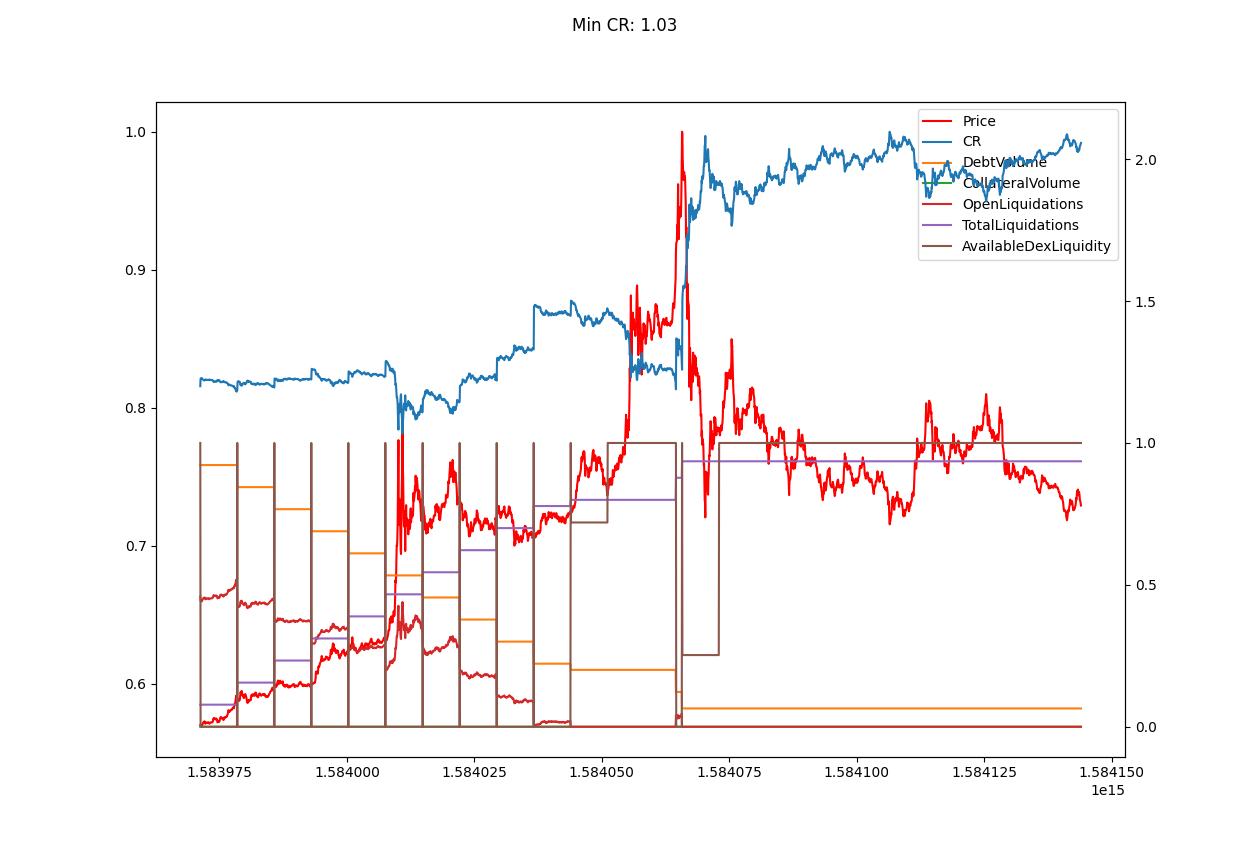 Min CR: 1.03
1.0
0.9
0.8
0.7
0.6
2.0
1.5
1.0
0.5
0.0
Price
CR
DebtVolume
CollateralVolume
OpenLiquidations
TotalLiquidations
AvailableDexLiquidity
1.583975 1.584000 1.584025 1.584050 1.584075 1.584100 1.584125 1.584150
1e15